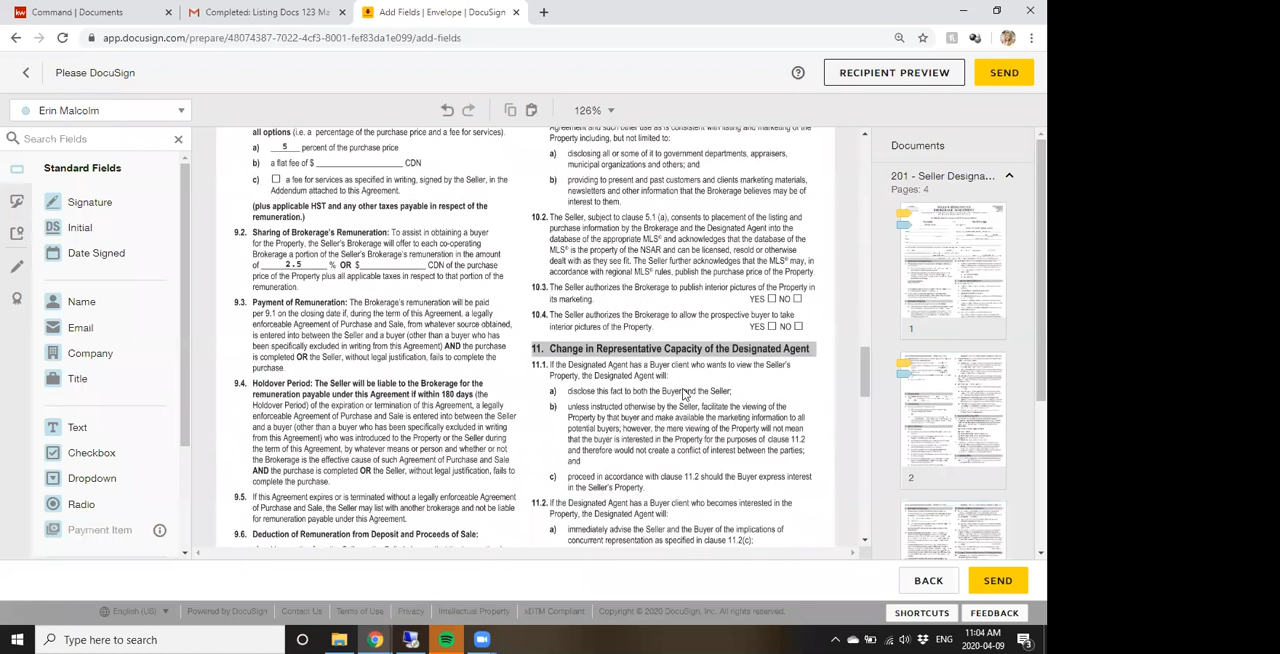 Command | Documents
Completed: Listing Docs 123 Ma
Add Fields | Envelope | DocuSign
app.docusign.com/prepare/48074387-7022-4cf3-8001-fef83da1e099/add-fields
Please DocuSign
RECIPIENT PREVIEW
SEND
Erin Malcolm
126%
Search Fields
Standard Fields
Signature
Initial
Date Signed
Name
Email
Company
Title
Text
Checkbox
Dropdown
Radio
Payment Item
all options (i.e. a percentage of the purchase price and a fee for services).
a) 5 percent of the purchase price
b) a flat fee of $ CDN
c) a fee for services as specified in writing, signed by the Seller, in the
Addendum attached to this Agreement.
(plus applicable HST and any other taxes payable in respect of the
remuneration.)
9.2. Sharing of Brokerage's Remuneration: To assist in obtaining a buyer
for the Property, the Seller's Brokerage will offer to each co-operating
Brokerage a portion of the Seller's Brokerage's remuneration in the amount
of 2.5 % OR $ CDN of the purchase
price of the Property plus all applicable taxes in respect to that portion of the
remuneration.
9.3. Payment of Remuneration: The Brokerage's remuneration will be paid
upon closing date if, during the term of this Agreement, a legally
enforceable Agreement of Purchase and Sale, from whatever source obtained,
is entered into between the Seller and a buyer (other than a buyer who has
been specifically excluded in writing from this Agreement) AND the purchase
is completed OR the Seller, without legal justification, fails to complete the
purchase.
9.4. Holdover Period: The Seller will be liable to the Brokerage for the
remuneration payable under this Agreement if within 180 days,
(the Holdover Period) of the expiration or termination of this Agreement, a legally
enforceable Agreement of Purchase and Sale is entered into between the Seller
and a buyer (other than a buyer who has been specifically excluded in writing
from this Agreement) who was introduced to the Property or the Seller during
the term of this Agreement, by whatever means or person and whether or not
the Brokerage is the effective cause of such Agreement of Purchase and Sale
AND the purchase is completed OR the Seller, without legal justification, fails to
complete the purchase.
9.5. If this Agreement expires or is terminated without a legally enforceable Agreement
of Purchase and Sale, the Seller may list with another brokerage and not be liable
for remuneration payable under this Agreement.
9.6. Deduction of Remuneration from Deposit and Proceeds of Sale:
Agreement and such other use as is consistent with listing and marketing of the
Property including, but not limited to:
a) disclosing all or some of it to government departments, appraisers,
municipal organizations and others; and
b) providing to present and past customers and clients marketing materials,
newsletters and other information that the Brokerage believes may be of
interest to them.
10.2. The Seller, subject to clause 5.1 (a), consents to placement of the listing and
purchase information by the Brokerage and the Designated Agent into the
database of the appropriate MLS® and acknowledges that the database of the
MLS® is the property of the NSAR and can be licensed, resold or otherwise
dealt with as they see fit. The Seller further acknowledges that the MLS® may, in
accordance with regional MLS® rules, publish the purchase price of the Property
10.3. The Seller authorizes the Brokerage to publish interior pictures of the Property in
its marketing. YES NO
10.4. The Seller authorizes the Brokerage to allow the prospective buyer to take
interior pictures of the Property. YES NO
11. Change in Representative Capacity of the Designated Agent
11.1. If the Designated Agent has a Buyer client who wants to view the Seller's
Property, the Designated Agent will:
disclose this fact to both the Buyer and the Seller.
b) unless instructed otherwise by the Seller, facilitate the viewing of the
Property by that buyer and make available the marketing information to all
potential buyers; however, the mere viewing of the Property will not mean
that the buyer is interested in the Property for the purposes of clause 11.2
and therefore would not create a conflict of interest between the parties;
and
c) proceed in accordance with clause 11.2 should the Buyer express interest
in the Seller's Property.
11.2. If the Designated Agent has a Buyer client who becomes interested in the
Property, the Designated Agent will:
a) immediately advise the Seller and the Buyer of the implications of
concurrent representation as specified in clause 11.2(c);
Documents
201 - Seller Designa...
Pages: 4
1
2
BACK
SEND
English (US)
Powered by DocuSign
Contact Us
Terms of Use
Privacy
Intellectual Property
xDTM Compliant
Copyright © 2020 DocuSign, Inc. All rights reserved.
SHORTCUTS
FEEDBACK
Type here to search
ENG
11:04 AM
2020-04-09
3